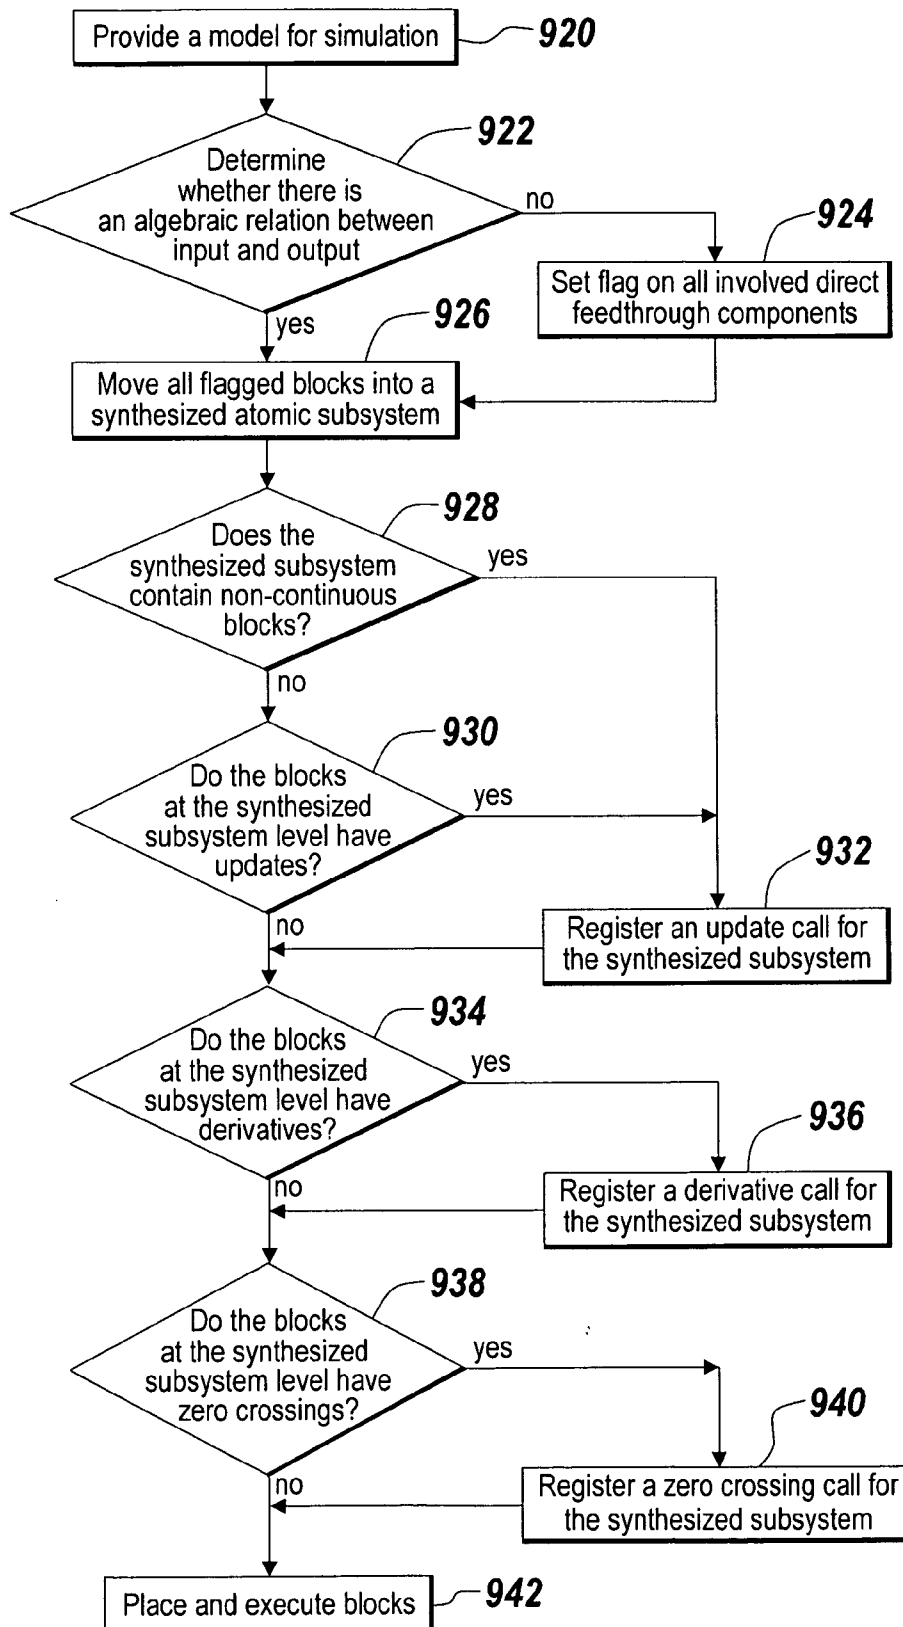 Provide a model for simulation
920
922
Determine
whether there is
an algebraic relation between
input and output
no
924
Set flag on all involved direct
feedthrough components
yes
926
Move all flagged blocks into a
synthesized atomic subsystem
928
Does the
synthesized subsystem
contain non-continuous
blocks?
yes
no
930
Do the blocks
at the synthesized
subsystem level have
updates?
yes
932
Register an update call for
the synthesized subsystem
no
934
Do the blocks
at the synthesized
subsystem level have
derivatives?
yes
936
Register a derivative call for
the synthesized subsystem
no
938
Do the blocks
at the synthesized
subsystem level have
zero crossings?
yes
940
Register a zero crossing call for
the synthesized subsystem
no
Place and execute blocks
942